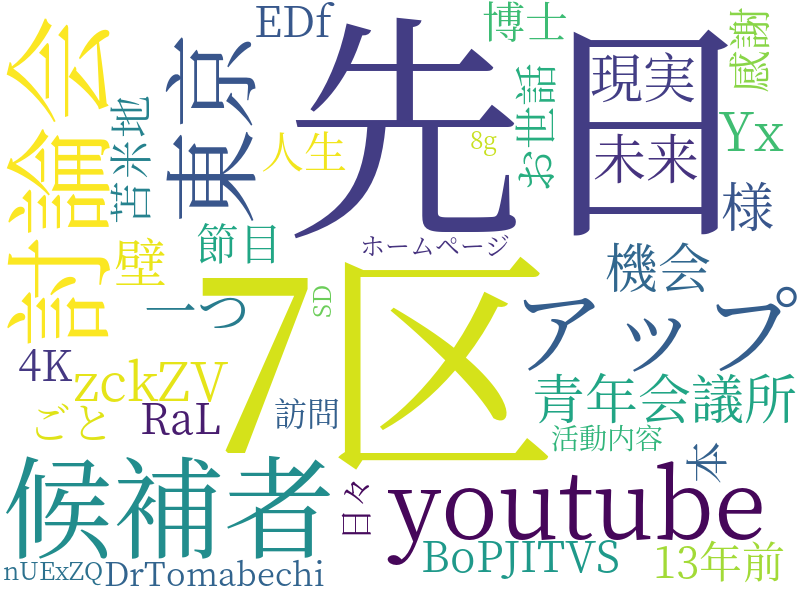 EDf
博士
感謝
先日
現実
未来
討論会
東京
苫米地
人生
8g
お世話
Yx
様
壁
節目
ホームページ
機会
一つ
SD
7区
アップ
4K
zckZV
ごと
RaL
訪問
青年会議所
活動内容
候補者
日々
youtube
本
nUExZQ
DrTomabechi
BoPJITVS
13年前